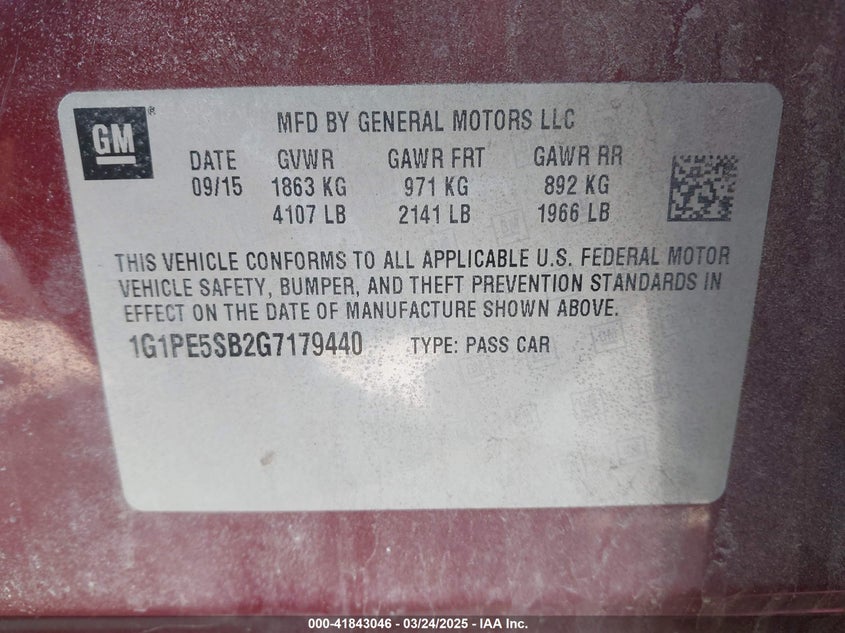 GM
®
MFD BY GENERAL MOTORS LLC
DATE GVWR GAWR FRT GAWR RR
09/15 1863 KG 971 KG 892 KG
4107 LB 2141 LB 1966 LB
THIS VEHICLE CONFORMS TO ALL APPLICABLE U.S. FEDERAL MOTOR
VEHICLE SAFETY, BUMPER, AND THEFT PREVENTION STANDARDS IN
EFFECT ON THE DATE OF MANUFACTURE SHOWN ABOVE.
1G1PE5SB2G7179440 TYPE: PASS CAR
000-41843046 - 03/24/2025 - IAA Inc.